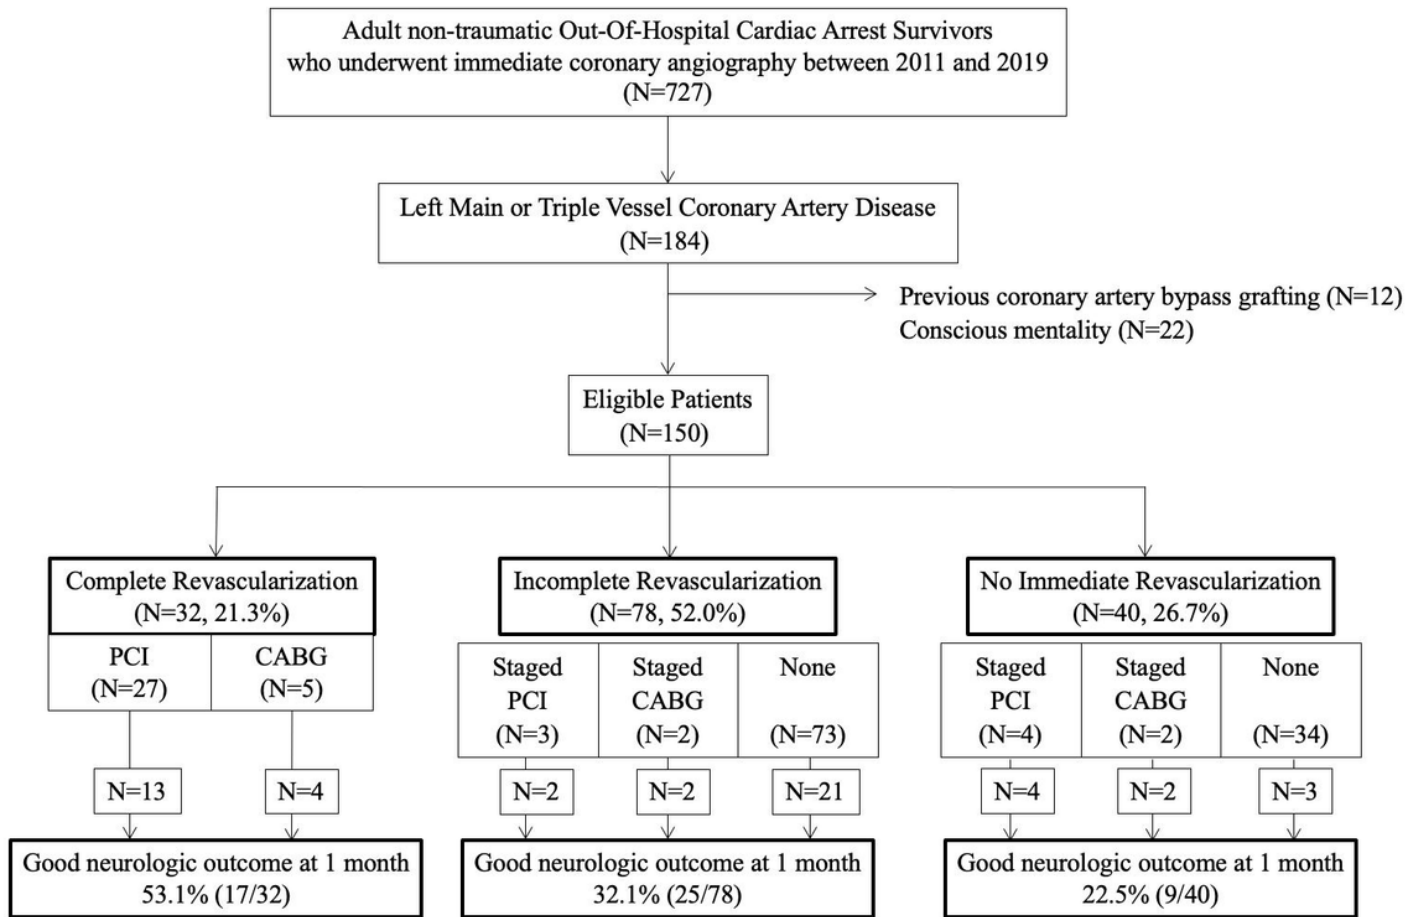 Adult non-traumatic Out-Of-Hospital Cardiac Arrest Survivors
who underwent immediate coronary angiography between 2011 and 2019
(N=727)
Left Main or Triple Vessel Coronary Artery Disease
(N=184)
Previous coronary artery bypass grafting (N=12)
Conscious mentality (N=22)
Eligible Patients
(N=150)
Complete Revascularization
(N=32, 21.3%)
PCI
(N=27)
CABG
(N=5)
N=13
N=4
Good neurologic outcome at 1 month
53.1% (17/32)
Incomplete Revascularization
(N=78, 52.0%)
Staged
PCI
(N=3)
Staged
CABG
(N=2)
None
(N=73)
N=2
N=2
N=21
Good neurologic outcome at 1 month
32.1% (25/78)
No Immediate Revascularization
(N=40, 26.7%)
Staged
PCI
(N=4)
Staged
CABG
(N=2)
None
(N=34)
N=4
N=2
N=3
Good neurologic outcome at 1 month
22.5% (9/40)